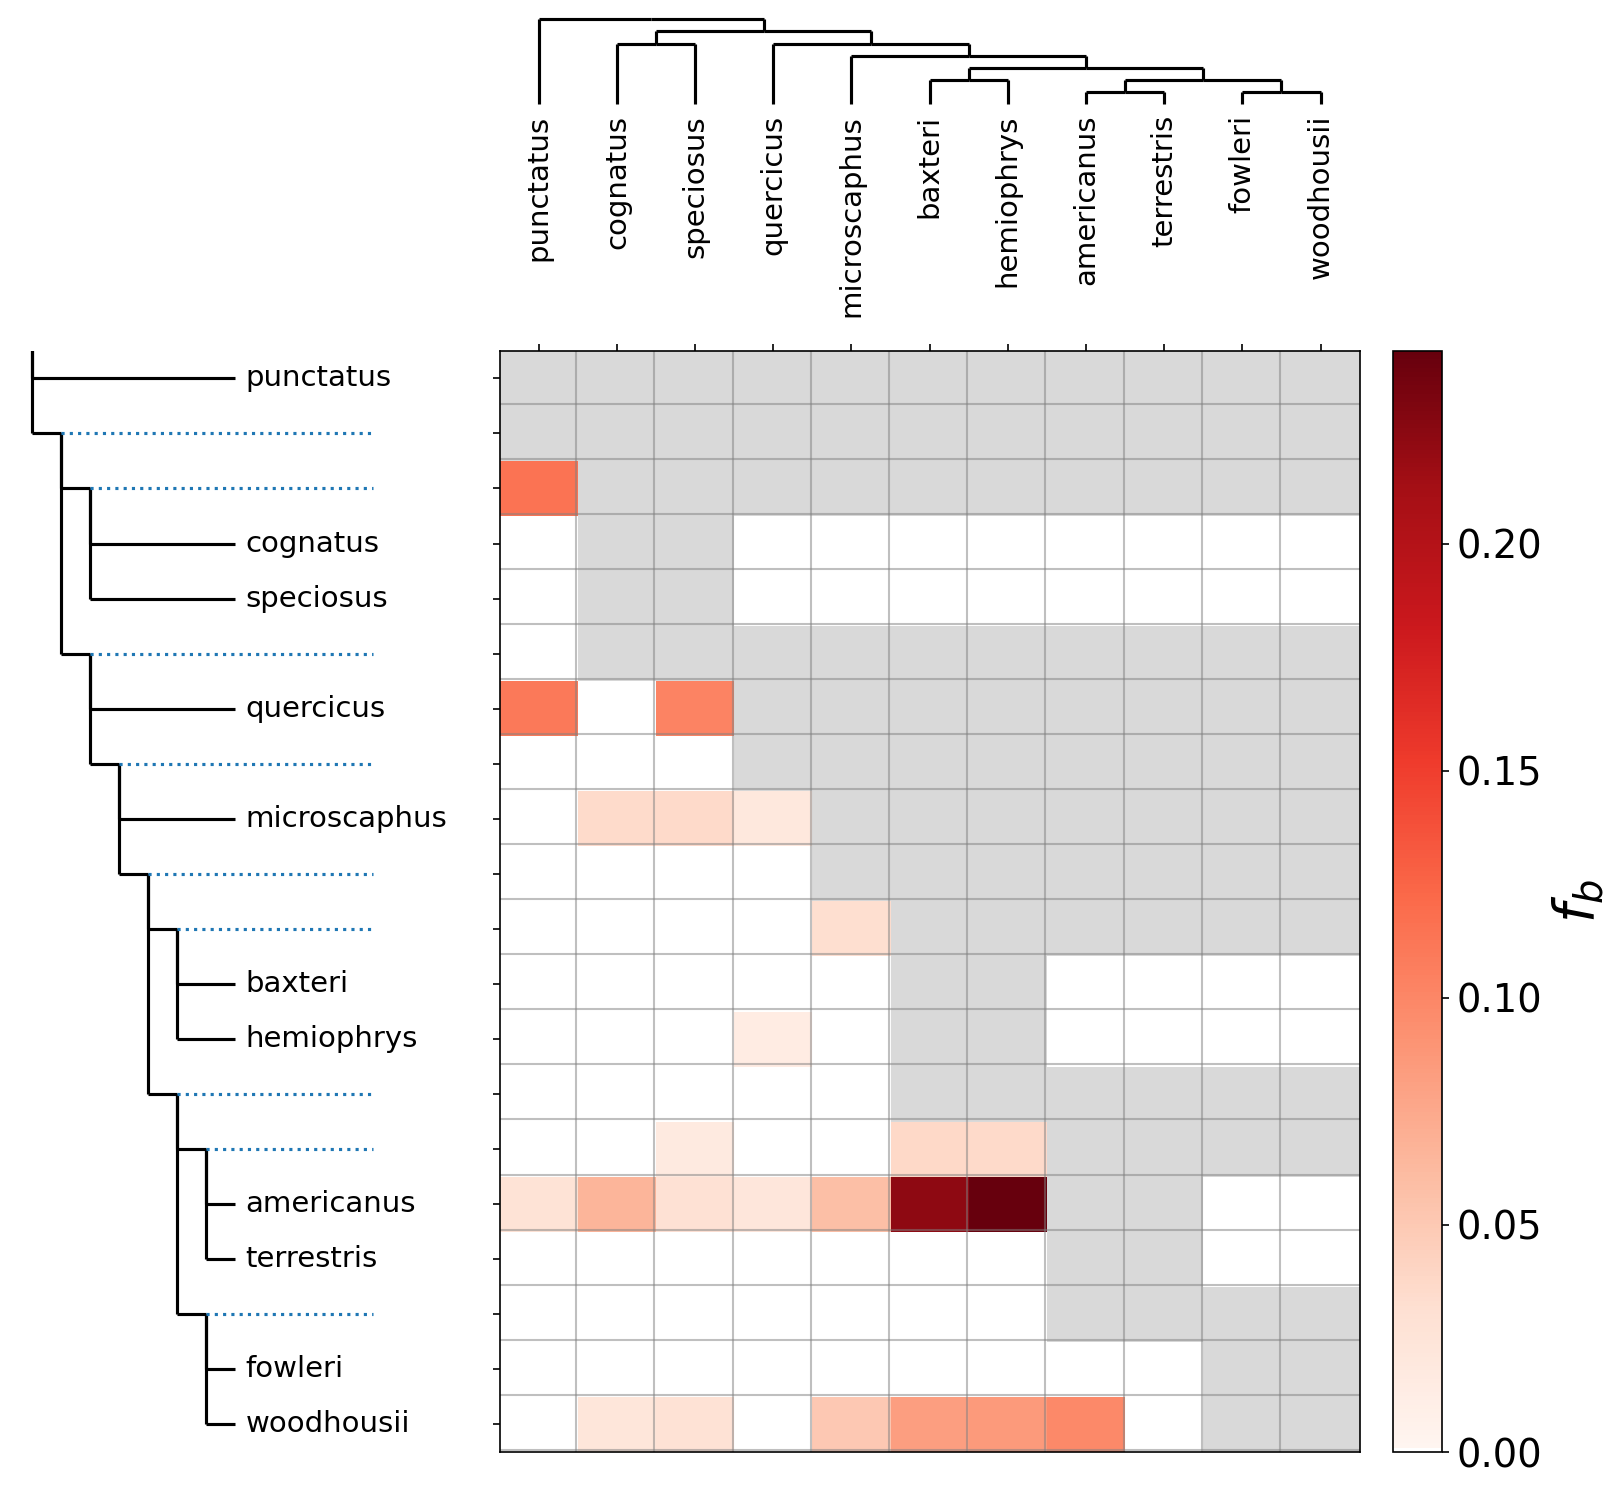 punctatus
cognatus
speciosus
quercicus
microscaphus
baxteri
hemiophrys
americanus
terrestris
fowleri
woodhousii
punctatus
cognatus
speciosus
quercicus
microscaphus
baxteri
hemiophrys
americanus
terrestris
fowleri
woodhousii
0.20
0.15
0.10
0.05
0.00
f_b